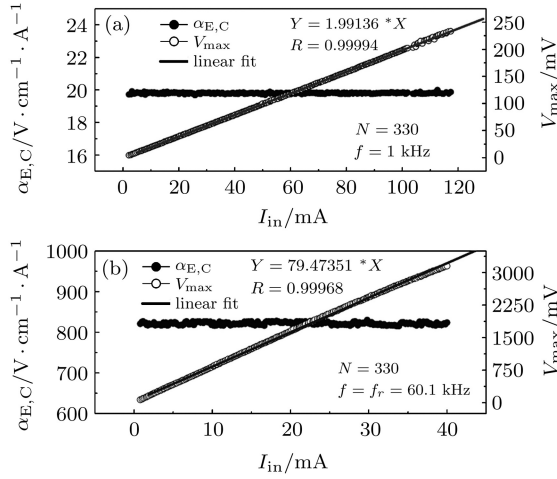 (a)
α_E,C
V_max
linear fit
Y = 1.99136 *X
R = 0.99994
N = 330
f = 1 kHz
24
22
20
18
16
α_E,C/V·cm⁻¹·A⁻¹
250
200
150
100
50
0
V_max/mV
0 20 40 60 80 100 120
I_in/mA
(b)
α_E,C
V_max
linear fit
Y = 79.47351 *X
R = 0.99968
N = 330
f = f_r = 60.1 kHz
1000
900
800
700
600
α_E,C/V·cm⁻¹·A⁻¹
3000
2250
1500
750
0
V_max/mV
0 10 20 30 40
I_in/mA